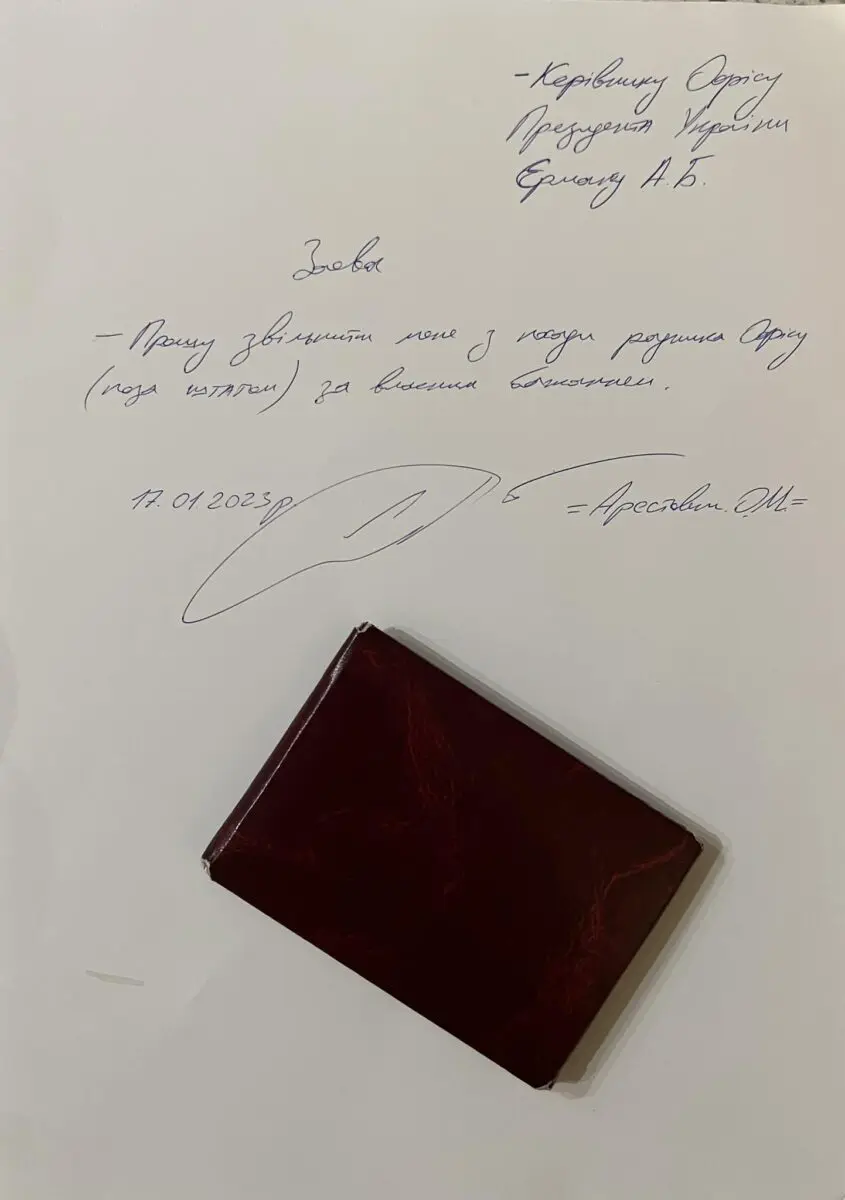 - Керівнику Офісу
Президента України
Єрмаку А.Б.
Заява
- Прошу звільнити мене з посади радника Офісу
(поза штатом) за власним бажанням.
17.01.2023р
=Арестович О.М.=